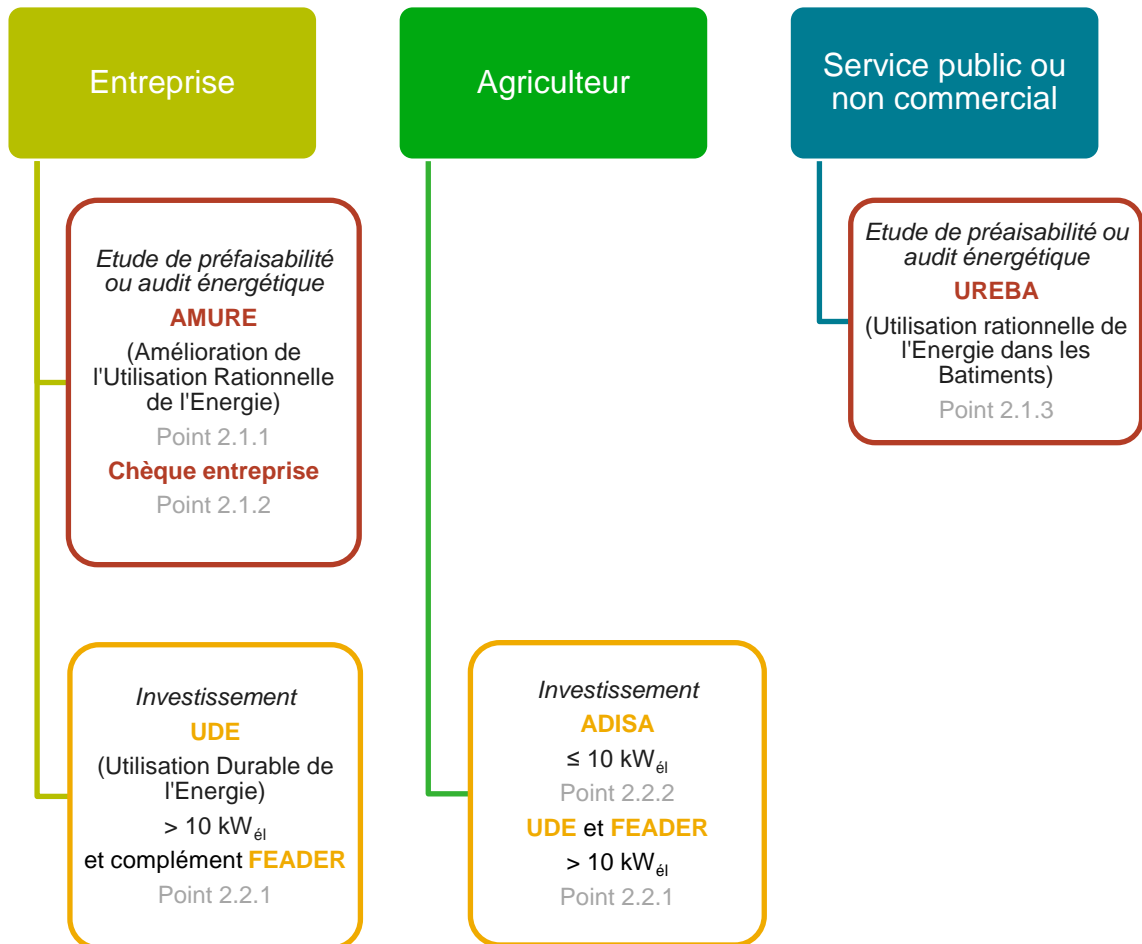 Entreprise
Agriculteur
Service public ou
non commercial
Etude de préfaisabilité
ou audit énergétique
AMURE
(Amélioration de
l'Utilisation Rationnelle
de l'Energie)
Point 2.1.1
Chèque entreprise
Point 2.1.2
Etude de préaisabilité ou
audit énergétique
UREBA
(Utilisation rationnelle de
l'Energie dans les
Batiments)
Point 2.1.3
Investissement
UDE
(Utilisation Durable de
l'Energie)
> 10 kWél
et complément FEADER
Point 2.2.1
Investissement
ADISA
≤ 10 kWél
Point 2.2.2
UDE et FEADER
> 10 kWél
Point 2.2.1